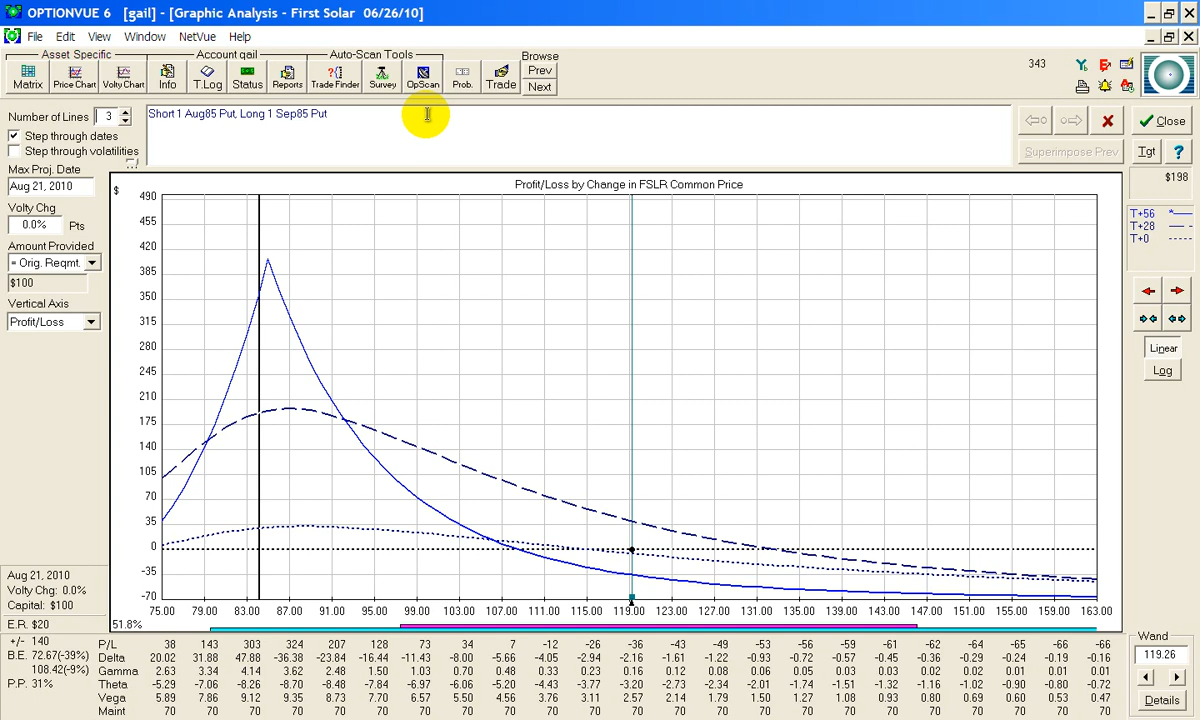 OPTIONVUE 6 [gail] - [Graphic Analysis - First Solar 06/26/10]
File Edit View Window NetVue Help
Asset Specific Account gail Auto-Scan Tools Browse
Matrix Price Chart Volty Chart Info T.Log Status Reports Trade Finder Survey OpScan Prob. Trade Prev Next 343
Number of Lines 3
Short 1 Aug85 Put, Long 1 Sep85 Put
Close
Step through dates
Step through volatilities
Superimpose Prev Tgt ?
Max Proj. Date
Aug 21, 2010
Volty Chg
0.0% Pts
Amount Provided
= Orig. Reqmt.
$100
Vertical Axis
Profit/Loss
$ Profit/Loss by Change in FSLR Common Price
$198
T+56
T+28
T+0
Linear
Log
490
455
420
385
350
315
280
245
210
175
140
105
70
35
0
-35
-70
75.00 79.00 83.00 87.00 91.00 95.00 99.00 103.00 107.00 111.00 115.00 119.00 123.00 127.00 131.00 135.00 139.00 143.00 147.00 151.00 155.00 159.00 163.00
51.8%
Aug 21, 2010
Volty Chg: 0.0%
Capital: $100
E.R. $20
+/- 140
B.E. 72.67(-39%)
108.42(-9%)
P.P. 31%
P/L 38 143 303 324 207 128 73 34 7 -12 -26 -36 -43 -49 -53 -56 -59 -61 -62 -64 -65 -66 -66
Delta 20.02 31.88 47.88 -36.38 -23.84 -16.44 -11.43 -8.00 -5.66 -4.05 -2.94 -2.16 -1.61 -1.22 -0.93 -0.72 -0.57 -0.45 -0.36 -0.29 -0.24 -0.19 -0.16
Gamma 2.63 3.34 4.14 3.62 2.48 1.50 1.03 0.70 0.48 0.33 0.23 0.16 0.12 0.08 0.06 0.05 0.03 0.03 0.02 0.02 0.01 0.01 0.01
Theta -5.29 -7.06 -8.26 -8.70 -8.48 -7.84 -6.97 -6.06 -5.20 -4.43 -3.77 -3.20 -2.73 -2.34 -2.01 -1.74 -1.51 -1.32 -1.16 -1.02 -0.90 -0.80 -0.72
Vega 5.89 7.86 9.12 9.35 8.73 7.70 6.57 5.50 4.56 3.76 3.11 2.57 2.14 1.79 1.50 1.27 1.08 0.93 0.80 0.69 0.60 0.53 0.47
Maint 70 70 70 70 70 70 70 70 70 70 70 70 70 70 70 70 70 70 70 70 70 70 70
Wand
119.26
Details